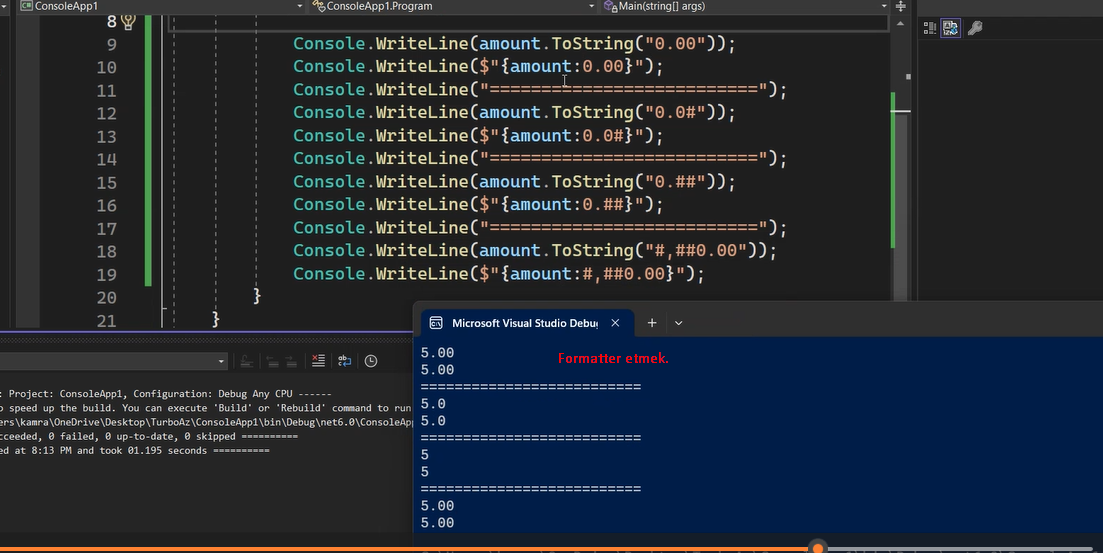 ConsoleApp1 ConsoleApp1.Program Main(string[] args)
8
9 Console.WriteLine(amount.ToString("0.00"));
10 Console.WriteLine($"{amount:0.00}");
11 Console.WriteLine("==========================");
12 Console.WriteLine(amount.ToString("0.0#"));
13 Console.WriteLine($"{amount:0.0#}");
14 Console.WriteLine("==========================");
15 Console.WriteLine(amount.ToString("0.##"));
16 Console.WriteLine($"{amount:0.##}");
17 Console.WriteLine("==========================");
18 Console.WriteLine(amount.ToString("#,##0.00"));
19 Console.WriteLine($"{amount:#,##0.00}");
20 }
21 }
: Project: ConsoleApp1, Configuration: Debug Any CPU ------
o speed up the build. You can execute 'Build' or 'Rebuild' command to run
ers\kamra\OneDrive\Desktop\TurboAz\ConsoleApp1\bin\Debug\net6.0\ConsoleAp
cceeded, 0 failed, 0 up-to-date, 0 skipped ==========
ed at 8:13 PM and took 01.195 seconds ==========
Microsoft Visual Studio Debu
5.00
Formatter etmek.
5.00
==========================
5.0
5.0
==========================
5
5
==========================
5.00
5.00